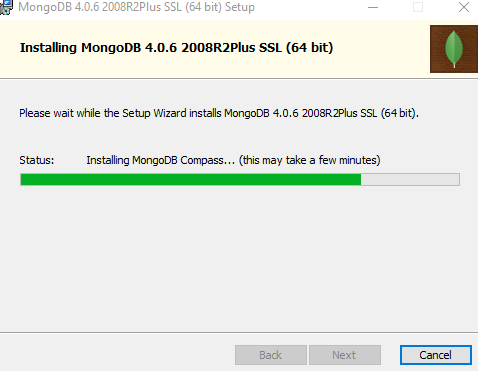 MongoDB 4.0.6 2008R2Plus SSL (64 bit) Setup
Installing MongoDB 4.0.6 2008R2Plus SSL (64 bit)
Please wait while the Setup Wizard installs MongoDB 4.0.6 2008R2Plus SSL (64 bit).
Status: Installing MongoDB Compass... (this may take a few minutes)
Back Next Cancel